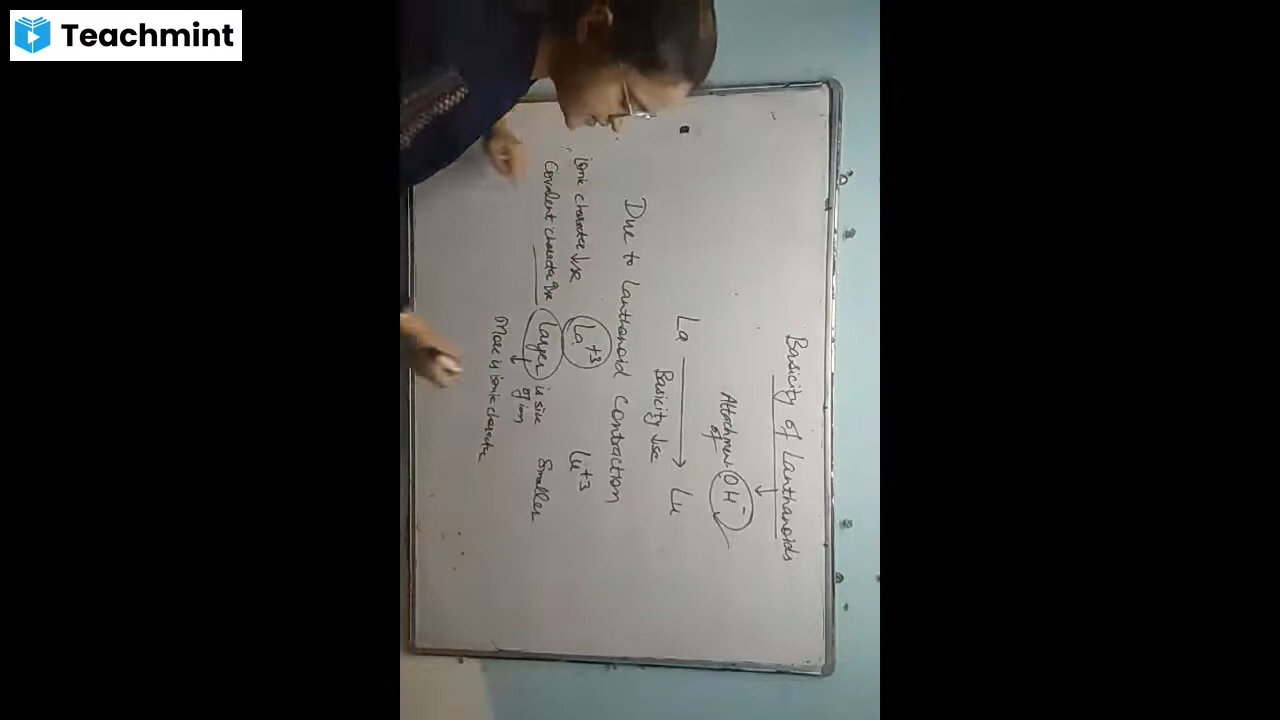 Teachmint
Basicity of Lanthanoids
Attachment OH-
of
La → Lu
Basicity ↓se
Due to Lanthanoid contraction
ionic character ↓se La+3 Lu+3
Covalent character ↑se Larger is size Smaller
of ion
More is ionic character